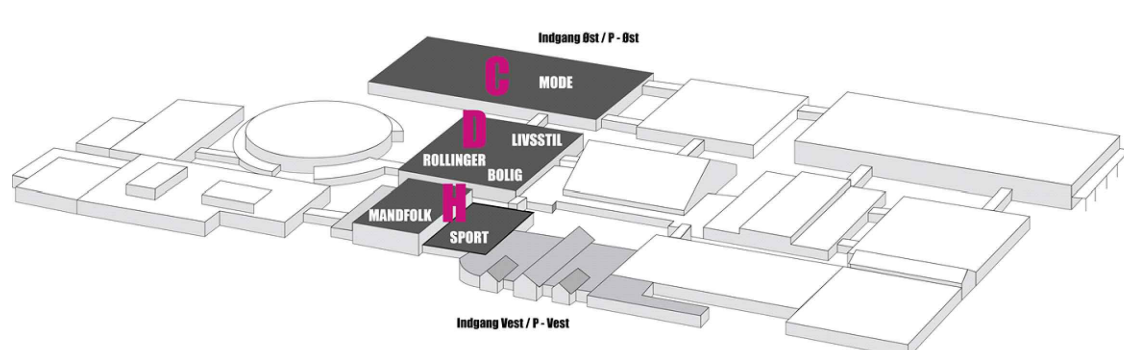 Indgang Øst / P - Øst
C
MODE
D
LIVSSTIL
ROLLINGER
BOLIG
H
MANDFOLK
SPORT
Indgang Vest / P - Vest